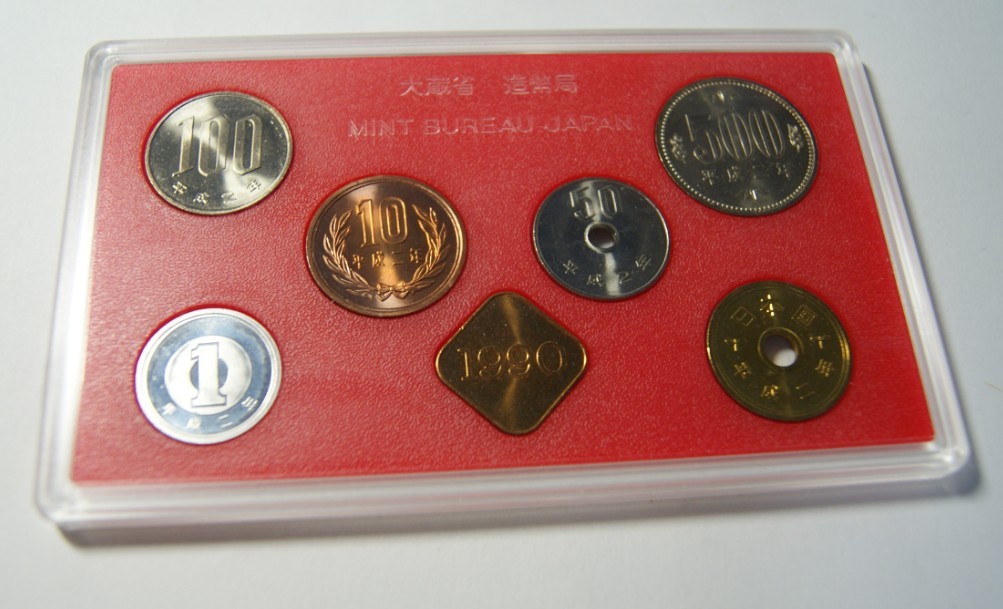 大蔵省 造幣局
MINT BUREAU JAPAN
100
平成2年
500
平成二年
10
平成二年
50
平成2年
1
平成二年
1990
日本国
平成二年